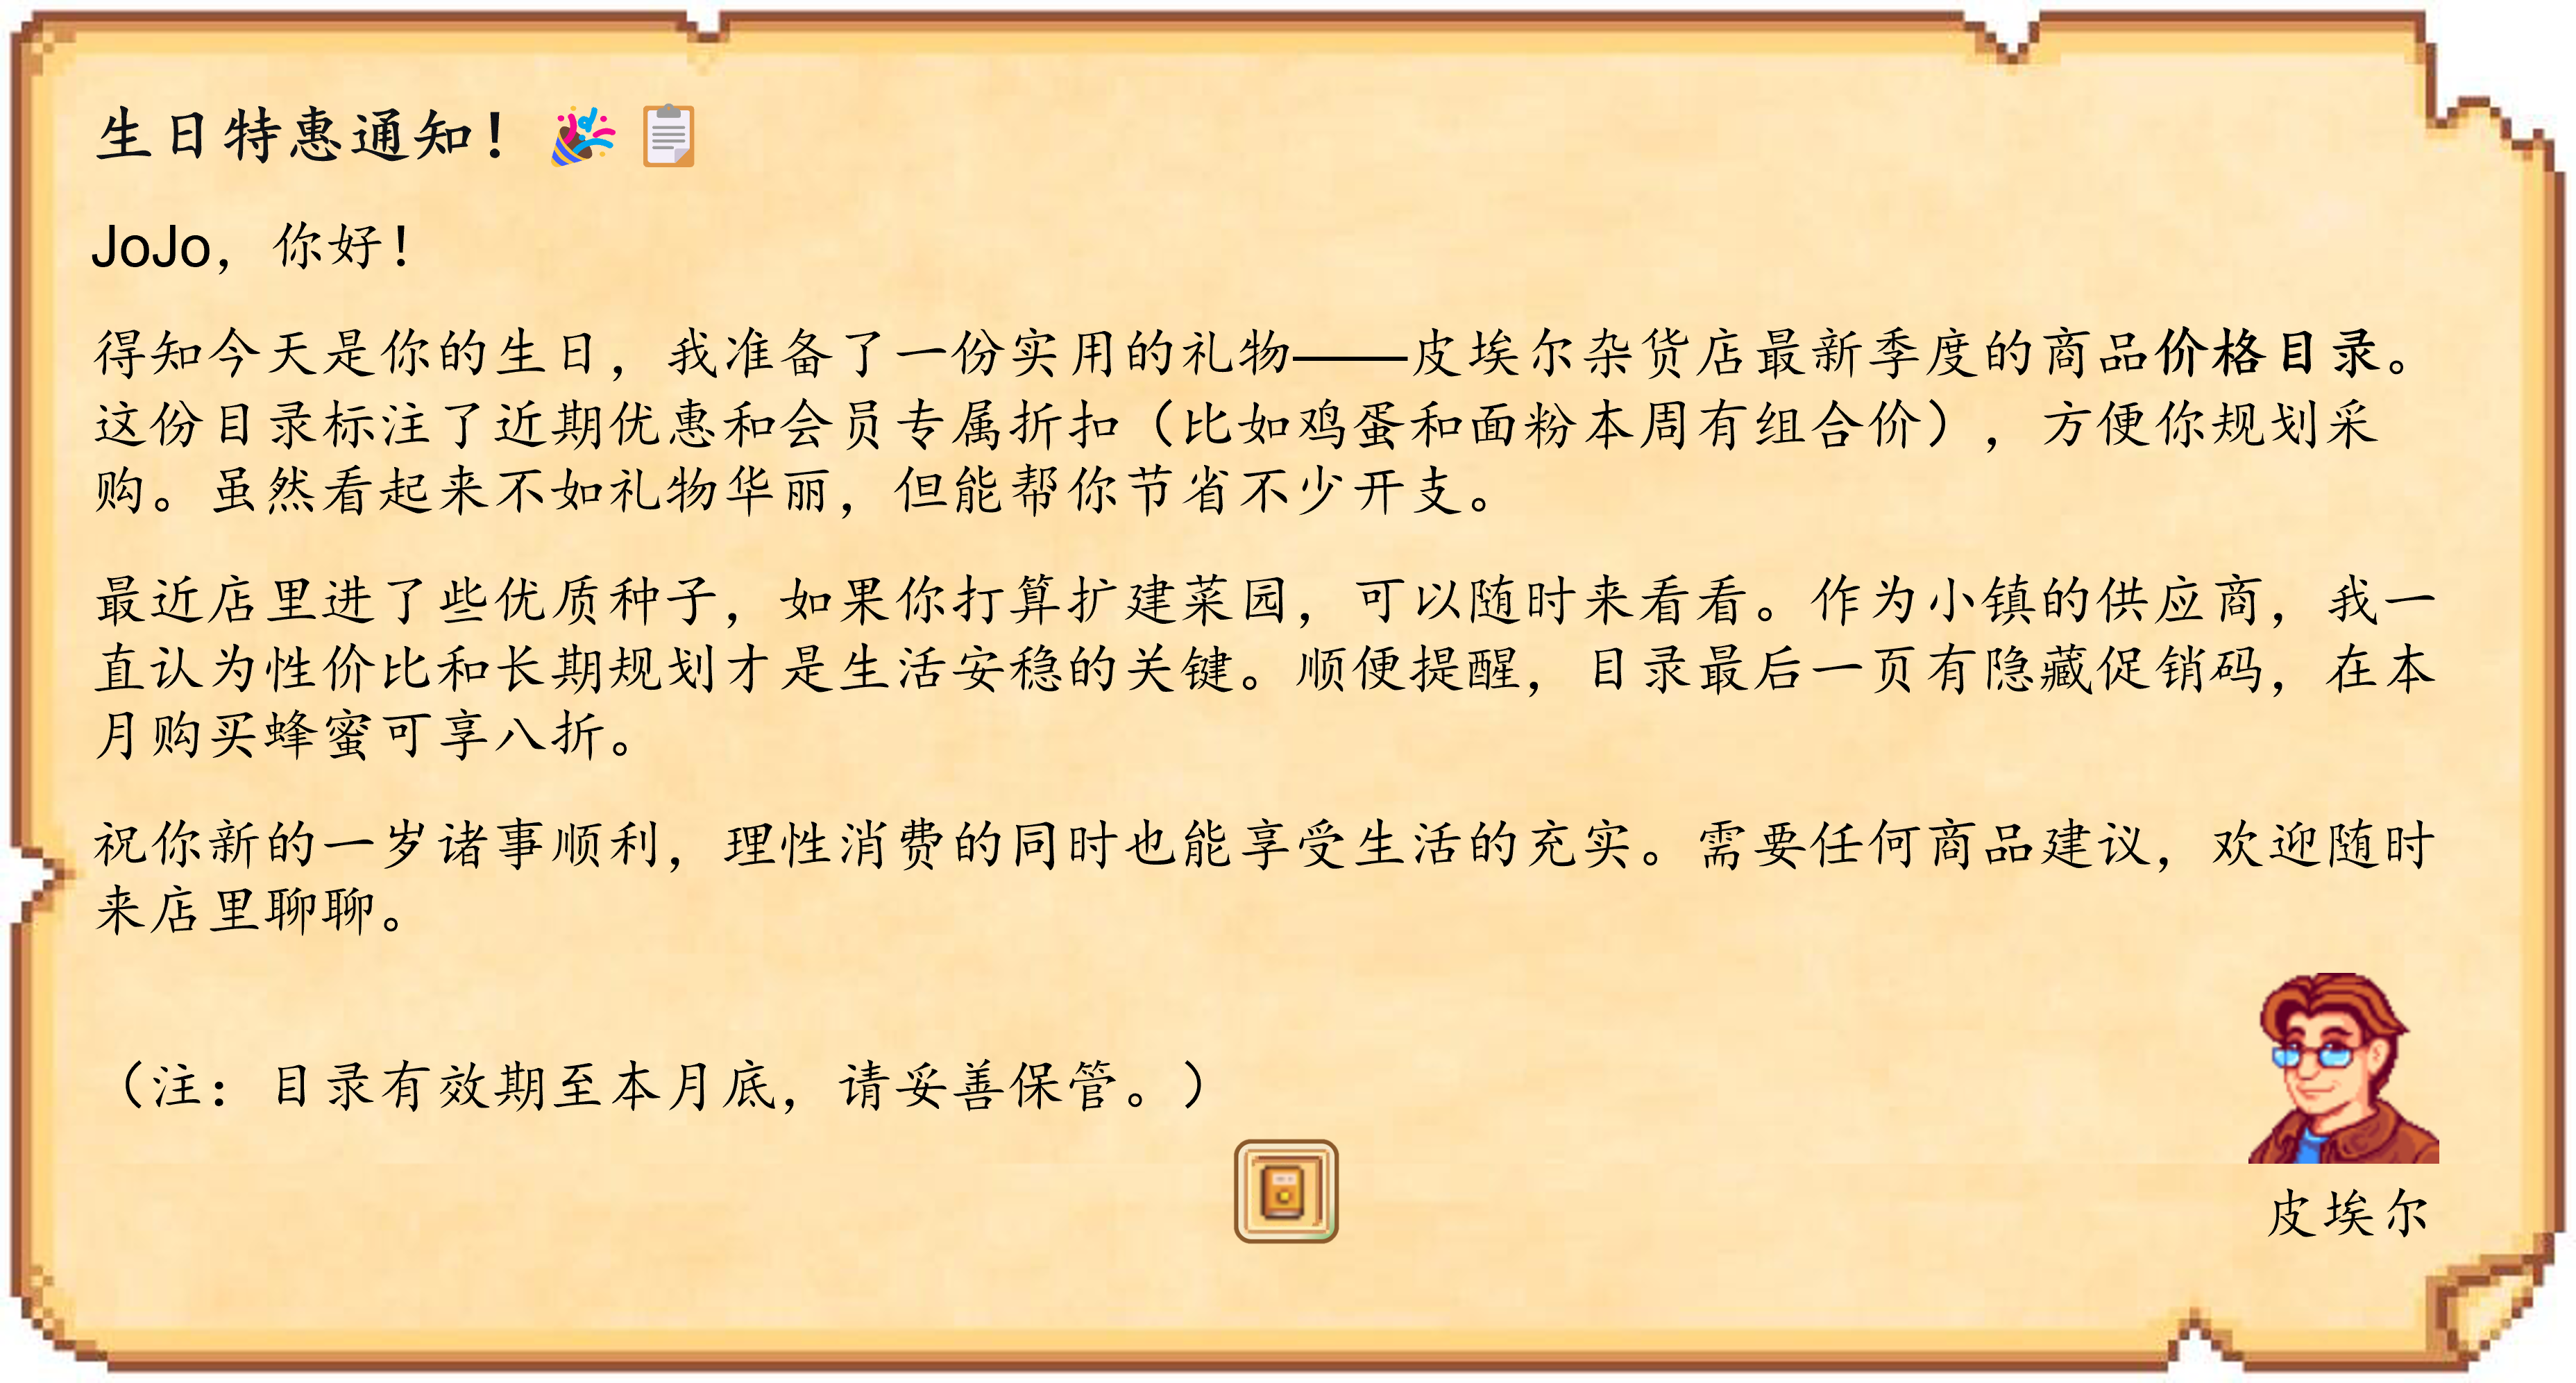 生日特惠通知！🎉 📋
JoJo，你好！
得知今天是你的生日，我准备了一份实用的礼物——皮埃尔杂货店最新季度的商品价格目录。
这份目录标注了近期优惠和会员专属折扣（比如鸡蛋和面粉本周有组合价），方便你规划采
购。虽然看起来不如礼物华丽，但能帮你节省不少开支。
最近店里进了些优质种子，如果你打算扩建菜园，可以随时来看看。作为小镇的供应商，我一
直认为性价比和长期规划才是生活安稳的关键。顺便提醒，目录最后一页有隐藏促销码，在本
月购买蜂蜜可享八折。
祝你新的一岁诸事顺利，理性消费的同时也能享受生活的充实。需要任何商品建议，欢迎随时
来店里聊聊。
（注：目录有效期至本月底，请妥善保管。）
皮埃尔